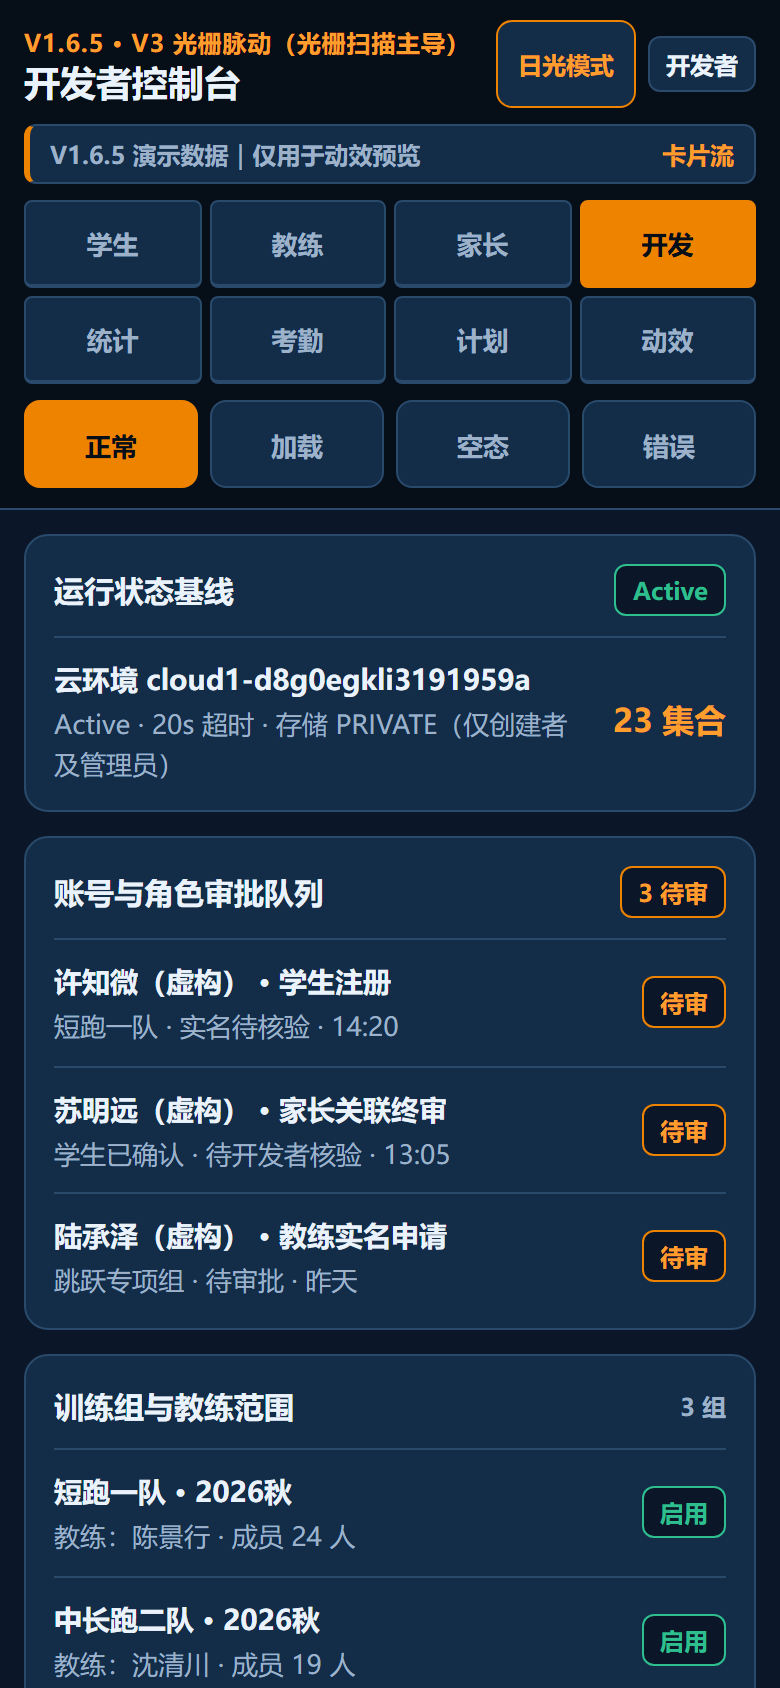 V1.6.5 • V3 光栅脉动（光栅扫描主导）
开发者控制台
日光模式
开发者
V1.6.5 演示数据 | 仅用于动效预览
卡片流
学生
教练
家长
开发
统计
考勤
计划
动效
正常
加载
空态
错误
运行状态基线
Active
云环境 cloud1-d8g0egkli3191959a
Active · 20s 超时 · 存储 PRIVATE（仅创建者
及管理员）
23 集合
账号与角色审批队列
3 待审
许知微（虚构） • 学生注册
短跑一队 · 实名待核验 · 14:20
待审
苏明远（虚构） • 家长关联终审
学生已确认 · 待开发者核验 · 13:05
待审
陆承泽（虚构） • 教练实名申请
跳跃专项组 · 待审批 · 昨天
待审
训练组与教练范围
3 组
短跑一队 • 2026秋
教练：陈景行 · 成员 24 人
启用
中长跑二队 • 2026秋
教练：沈清川 · 成员 19 人
启用